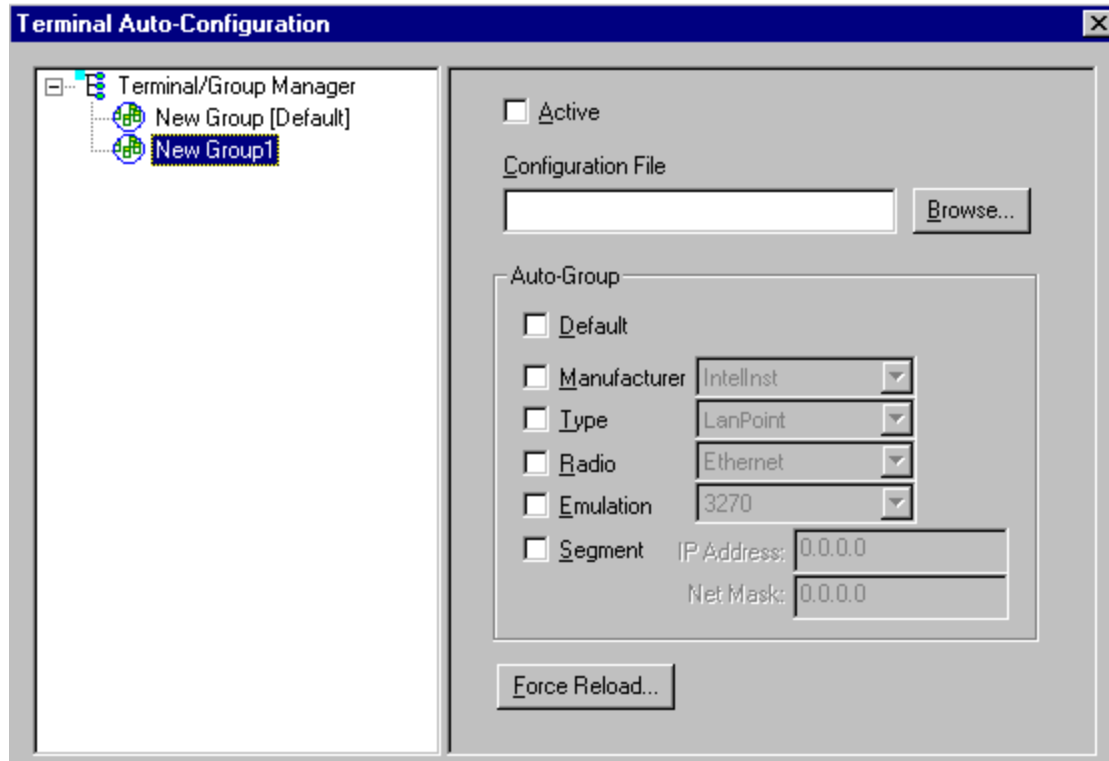 Terminal Auto-Configuration
Terminal/Group Manager
New Group [Default]
New Group1
Active
Configuration File
Browse...
Auto-Group
Default
Manufacturer IntelInst
Type LanPoint
Radio Ethernet
Emulation 3270
Segment IP Address: 0.0.0.0
Net Mask: 0.0.0.0
Force Reload...